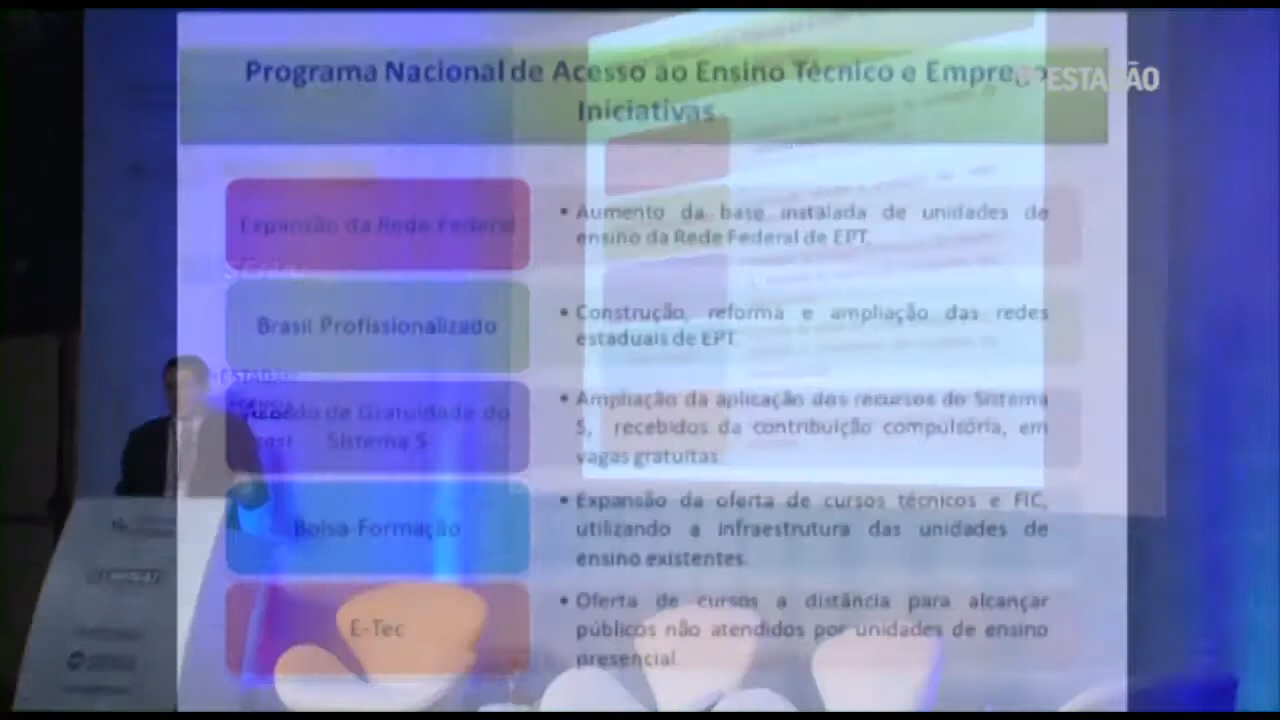 Programa Nacional de Acesso ao Ensino Técnico e Emprego
Iniciativas
ESTADÃO
Expansão da Rede Federal
• Aumento da base instalada de unidades de
ensino da Rede Federal de EPT.
Brasil Profissionalizado
• Construção, reforma e ampliação das redes
estaduais de EPT
ESTADÃO
de Gratuidade do
Sistema S
• Ampliação da aplicação dos recursos do Sistema
S, recebidos da contribuição compulsória, em
vagas gratuitas
Bolsa-Formação
• Expansão da oferta de cursos técnicos e FIC,
utilizando a infraestrutura das unidades de
ensino existentes.
E-Tec
• Oferta de cursos a distância para alcançar
públicos não atendidos por unidades de ensino
presencial